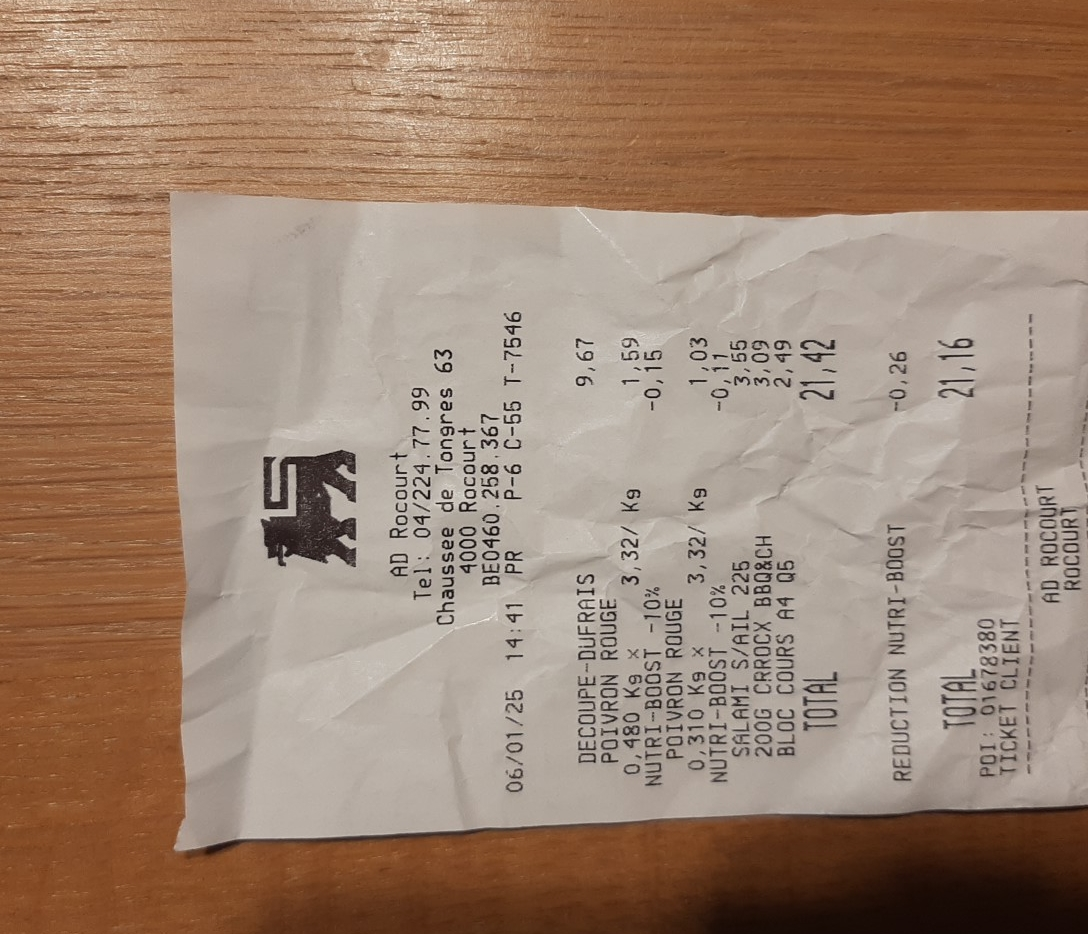 AD Rocourt
Tel: 04/224.77.99
Chaussee de Tongres 63
4000 Rocourt
BE0460.258.367
06/01/25 14:41 PR P-6 C-55 T-7546
DECOUPE-DUFRAIS 9,67
POIVRON ROUGE
0,480 Kg x 3,32/ Kg 1,59
NUTRI-BOOST -10% -0,15
POIVRON ROUGE
0,310 Kg x 3,32/ Kg 1,03
NUTRI-BOOST -10% -0,11
SALAMI S/AIL 225 3,55
200G CRROCX BBQ&CH 3,09
BLOC COURS A4 Q5 2,49
TOTAL 21,42
REDUCTION NUTRI-BOOST -0,26
TOTAL 21,16
POI: 01678380
TICKET CLIENT
--------------------------------
AD ROCOURT
ROCOURT